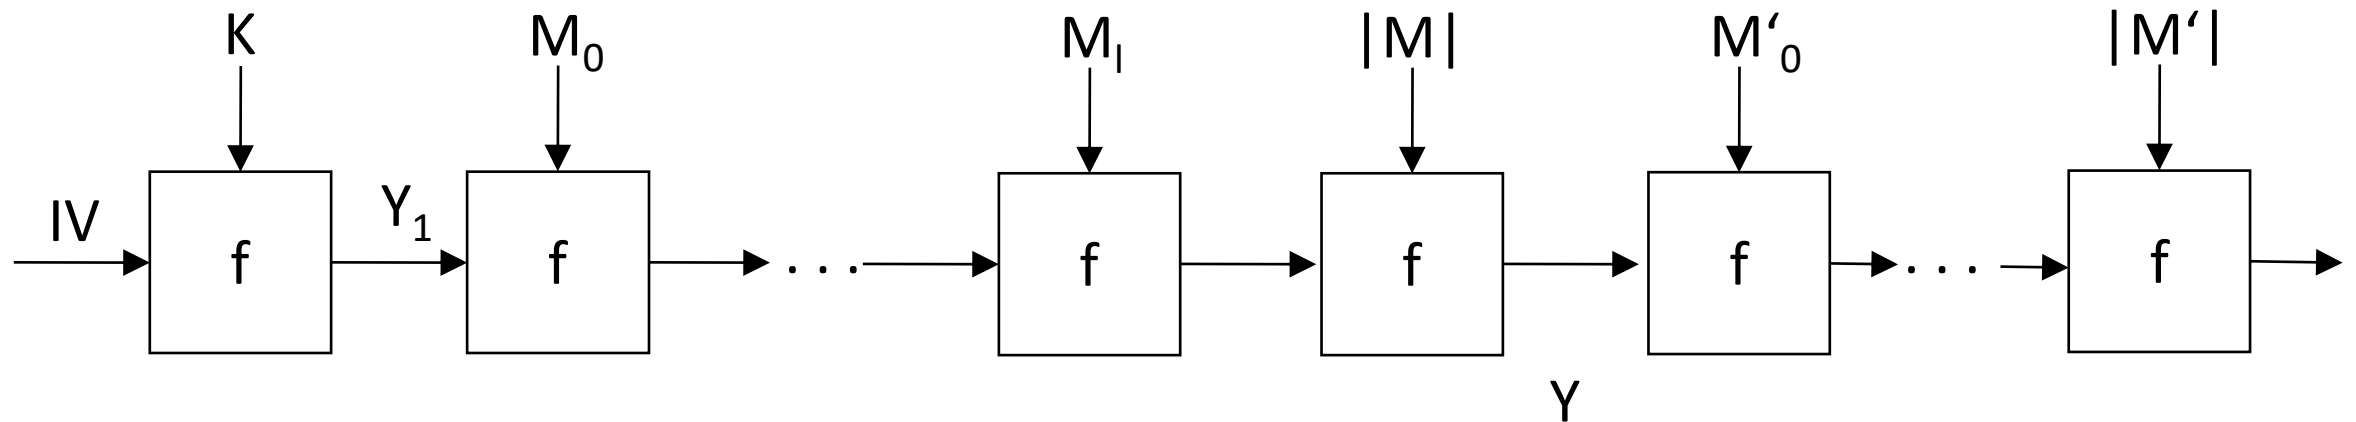 K M₀ Mₗ |M| M‘₀ |M‘|
IV Y₁
f f . . . f f f . . . f
Y